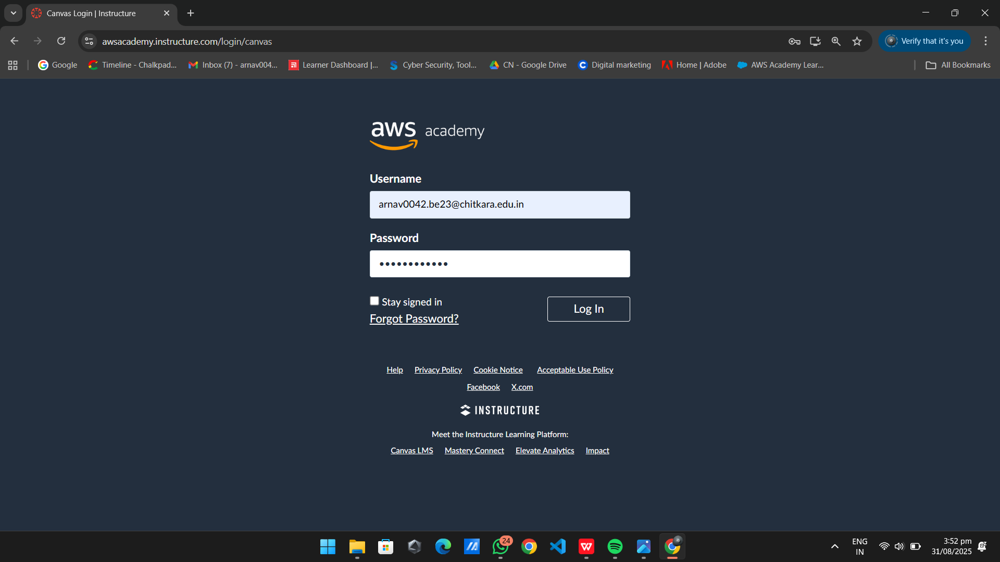 Canvas Login | Instructure
awsacademy.instructure.com/login/canvas
Verify that it's you
Google
Timeline - Chalkpad...
Inbox (7) - arnav004...
Learner Dashboard |...
Cyber Security, Tool...
CN - Google Drive
Digital marketing
Home | Adobe
AWS Academy Lear...
All Bookmarks
aws academy
Username
arnav0042.be23@chitkara.edu.in
Password
••••••••••••
Stay signed in
Log In
Forgot Password?
Help Privacy Policy Cookie Notice Acceptable Use Policy
Facebook X.com
INSTRUCTURE
Meet the Instructure Learning Platform:
Canvas LMS Mastery Connect Elevate Analytics Impact
24
ENG
IN
3:52 pm
31/08/2025